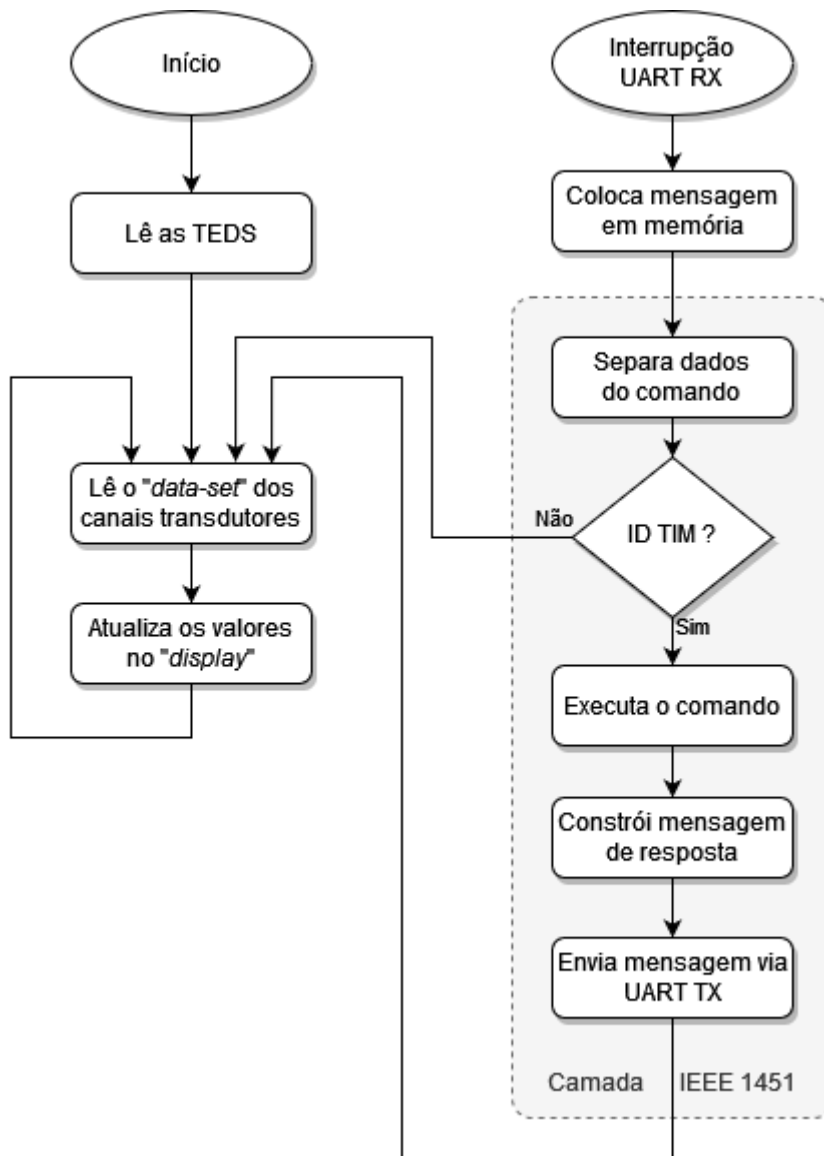 Início
Lê as TEDS
Lê o "data-set" dos
canais transdutores
Atualiza os valores
no "display"
Interrupção
UART RX
Coloca mensagem
em memória
Separa dados
do comando
Não
ID TIM ?
Sim
Executa o comando
Constrói mensagem
de resposta
Envia mensagem via
UART TX
Camada IEEE 1451